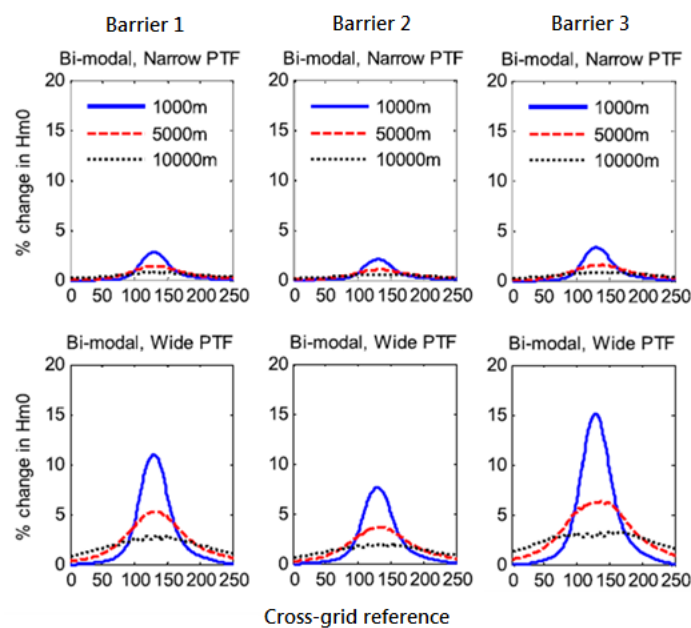 Barrier 1 Barrier 2 Barrier 3
Bi-modal, Narrow PTF Bi-modal, Narrow PTF Bi-modal, Narrow PTF
20 20 20
1000m 1000m 1000m
15 5000m 15 5000m 15 5000m
10000m 10000m 10000m
10 10 10
% change in Hm0
5 5 5
0 0 0
0 50 100 150 200 250 0 50 100 150 200 250 0 50 100 150 200 250
Bi-modal, Wide PTF Bi-modal, Wide PTF Bi-modal, Wide PTF
20 20 20
15 15 15
10 10 10
% change in Hm0
5 5 5
0 0 0
0 50 100 150 200 250 0 50 100 150 200 250 0 50 100 150 200 250
Cross-grid reference